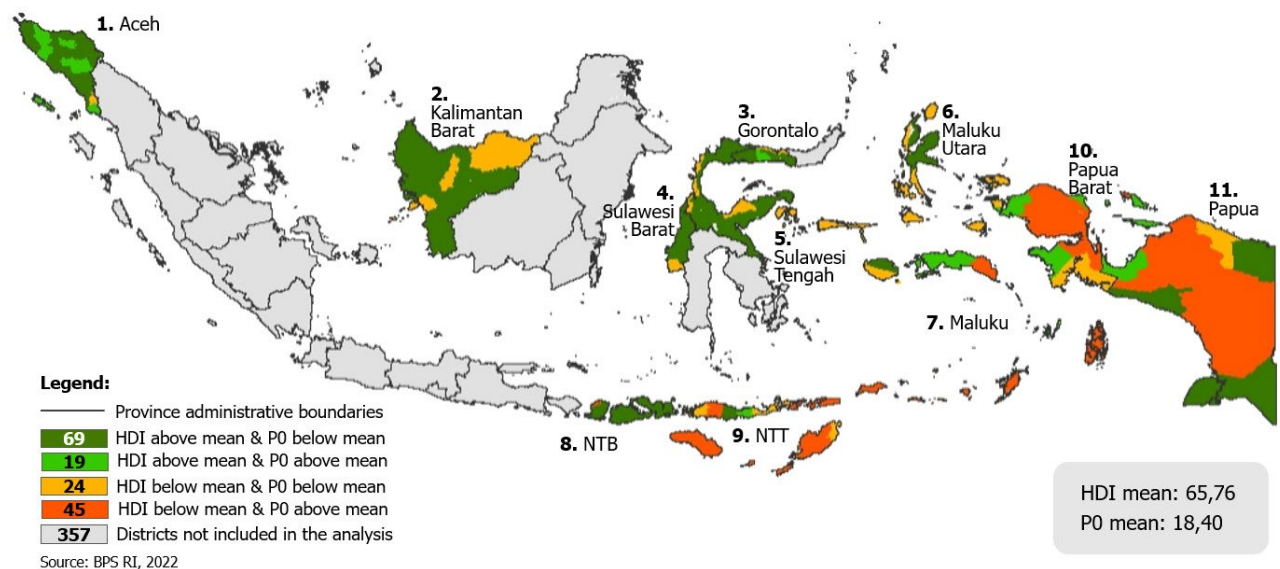 1. Aceh
2.
Kalimantan
Barat
3.
Gorontalo
4.
Sulawesi
Barat
5.
Sulawesi
Tengah
6.
Maluku
Utara
7. Maluku
8. NTB
9. NTT
10.
Papua
Barat
11.
Papua
Legend:
Province administrative boundaries
69 HDI above mean & P0 below mean
19 HDI above mean & P0 above mean
24 HDI below mean & P0 below mean
45 HDI below mean & P0 above mean
357 Districts not included in the analysis
Source: BPS RI, 2022
HDI mean: 65,76
P0 mean: 18,40